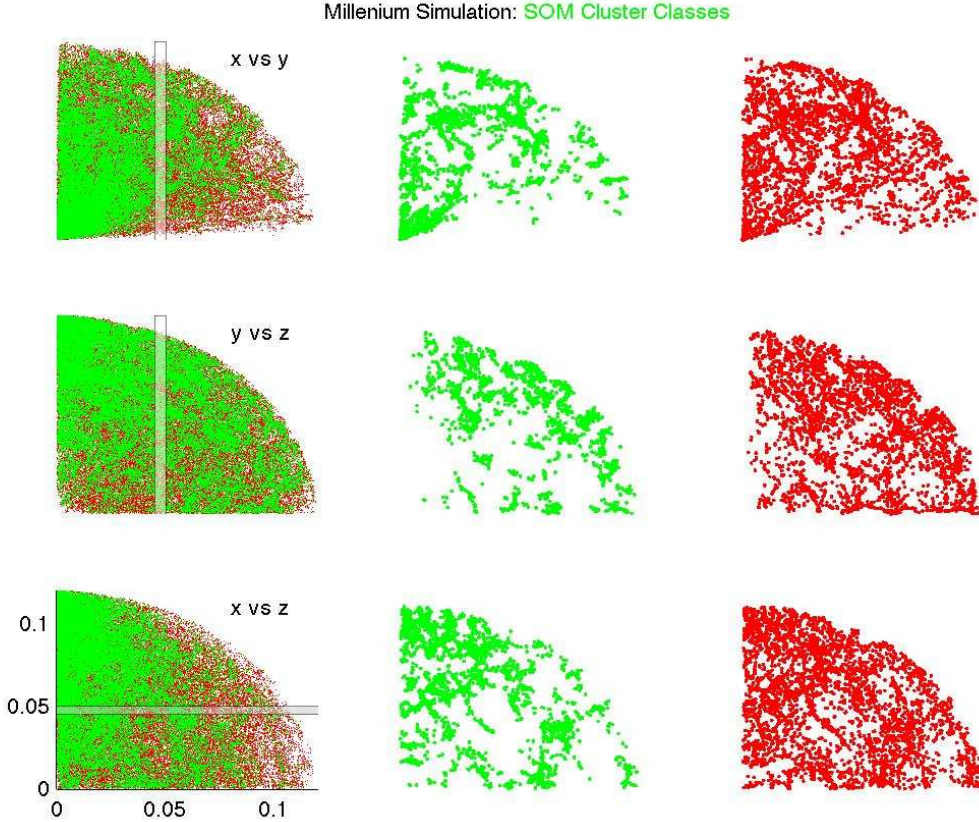 Millenium Simulation: SOM Cluster Classes
x vs y
y vs z
x vs z
0.1
0.05
0
0 0.05 0.1